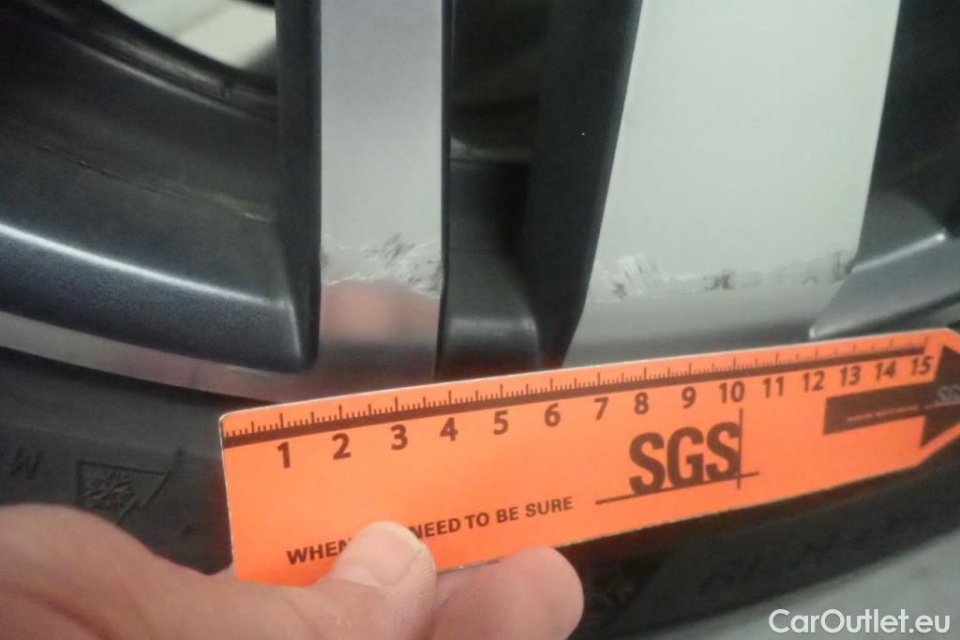 1 2 3 4 5 6 7 8 9 10 11 12 13 14 15
SGS
WHEN NEED TO BE SURE
CarOutlet.eu